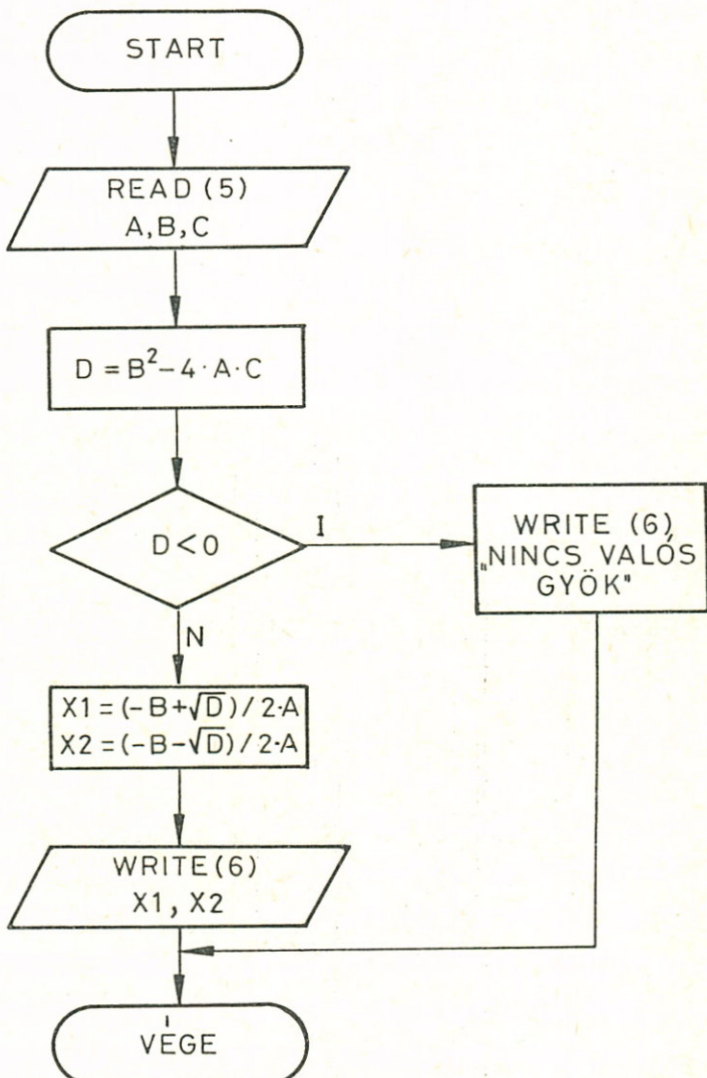 START
READ (5)
A,B,C
D = B²-4·A·C
D<0
I
WRITE (6)
„NINCS VALÓS
GYÖK"
N
X1=(-B+√D)/2·A
X2=(-B-√D)/2·A
WRITE(6)
X1, X2
VÉGE